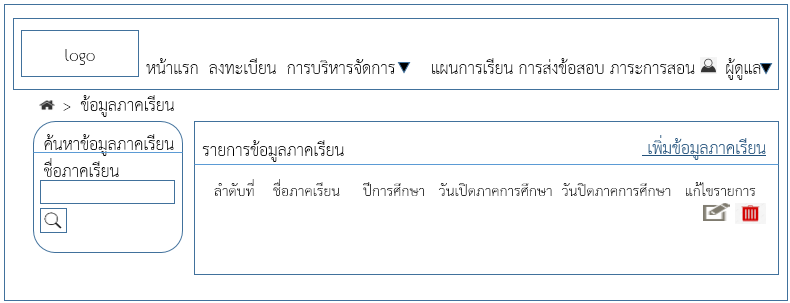 logo
หน้าแรก ลงทะเบียน การบริหารจัดการ แผนการเรียน การส่งข้อสอบ ภาระการสอน ผู้ดูแล
> ข้อมูลภาคเรียน
ค้นหาข้อมูลภาคเรียน
ชื่อภาคเรียน
รายการข้อมูลภาคเรียน เพิ่มข้อมูลภาคเรียน
ลำดับที่ ชื่อภาคเรียน ปีการศึกษา วันเปิดภาคการศึกษา วันปิดภาคการศึกษา แก้ไขรายการ